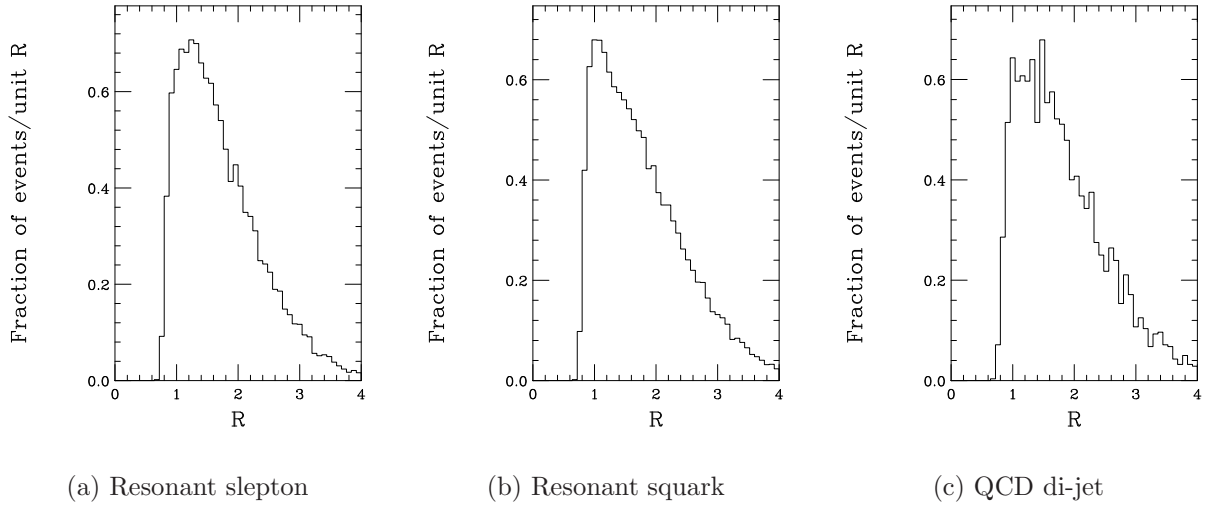 Fraction of events/unit R
0.6
0.4
0.2
0.0
0 1 2 3 4
R
(a) Resonant slepton
Fraction of events/unit R
0.6
0.4
0.2
0.0
0 1 2 3 4
R
(b) Resonant squark
Fraction of events/unit R
0.6
0.4
0.2
0.0
0 1 2 3 4
R
(c) QCD di-jet